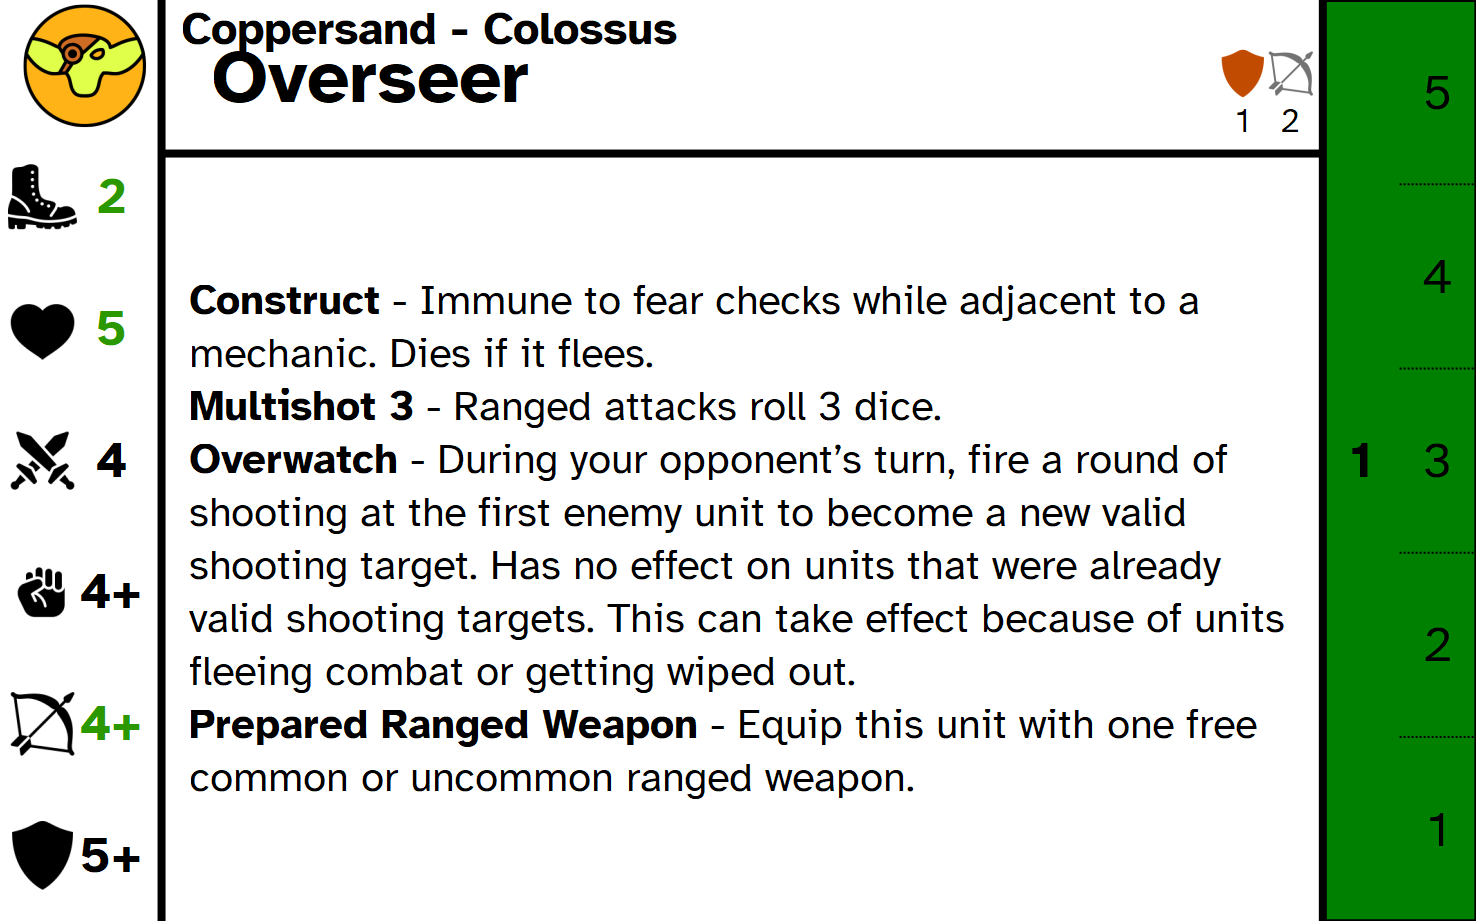 Coppersand - Colossus
Overseer
1 2
2
5
4
4+
4+
5+
Construct - Immune to fear checks while adjacent to a
mechanic. Dies if it flees.
Multishot 3 - Ranged attacks roll 3 dice.
Overwatch - During your opponent’s turn, fire a round of
shooting at the first enemy unit to become a new valid
shooting target. Has no effect on units that were already
valid shooting targets. This can take effect because of units
fleeing combat or getting wiped out.
Prepared Ranged Weapon - Equip this unit with one free
common or uncommon ranged weapon.
5
4
1 3
2
1